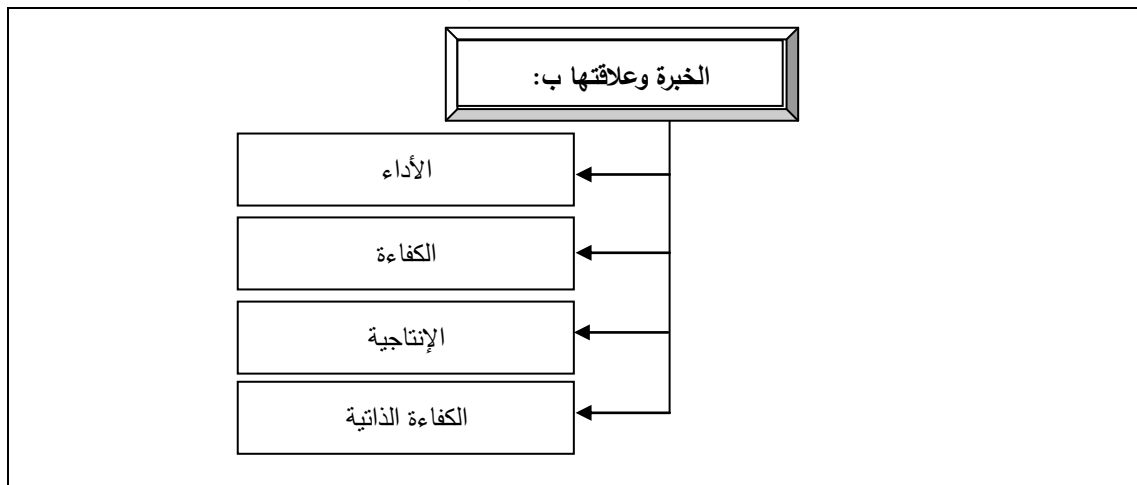 الخبرة وعلاقتها ب:
الأداء
الكفاءة
الإنتاجية
الكفاءة الذاتية